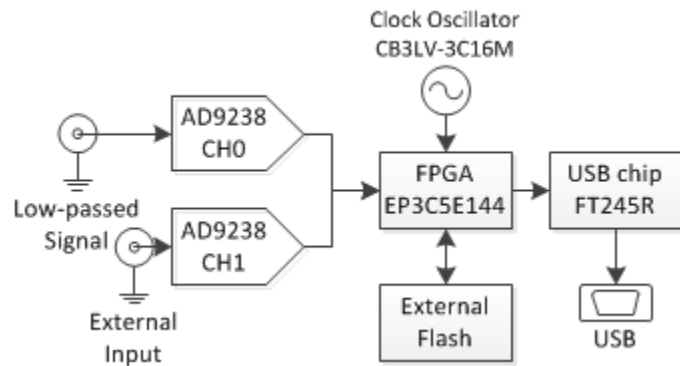 Clock Oscillator
CB3LV-3C16M
AD9238
CH0
Low-passed
Signal
AD9238
CH1
External
Input
FPGA
EP3C5E144
USB chip
FT245R
External
Flash
USB